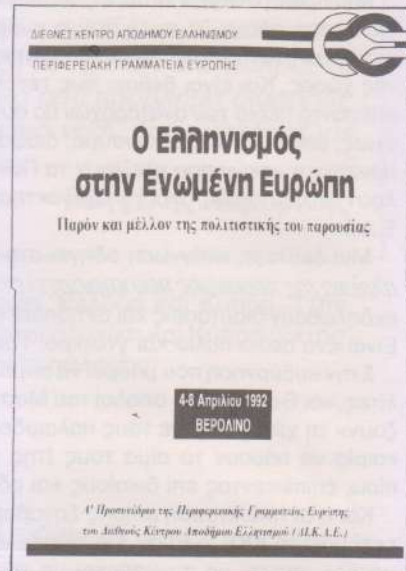 ΔΙΕΘΝΕΣ ΚΕΝΤΡΟ ΑΠΟΔΗΜΟΥ ΕΛΛΗΝΙΣΜΟΥ
ΠΕΡΙΦΕΡΕΙΑΚΗ ΓΡΑΜΜΑΤΕΙΑ ΕΥΡΩΠΗΣ
Ο Ελληνισμός
στην Ενωμένη Ευρώπη
Παρόν και μέλλον της πολιτιστικής του παρουσίας
4-8 Απριλίου 1992
ΒΕΡΟΛΙΝΟ
Α' Προσυνέδριο της Περιφερειακής Γραμματείας Ευρώπης
του Διεθνούς Κέντρου Αποδήμου Ελληνισμού (ΔΙ.Κ.Α.Ε.)